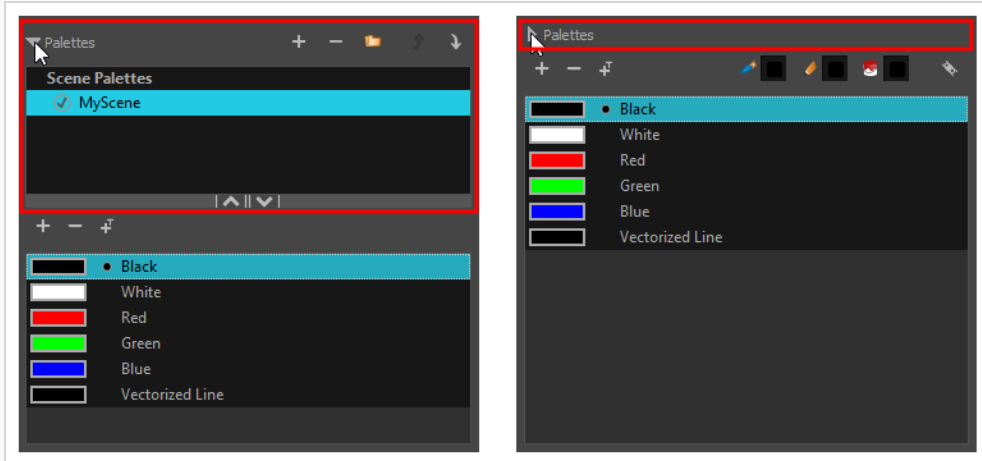 Palettes
Scene Palettes
MyScene
Black
White
Red
Green
Blue
Vectorized Line
Palettes
Black
White
Red
Green
Blue
Vectorized Line